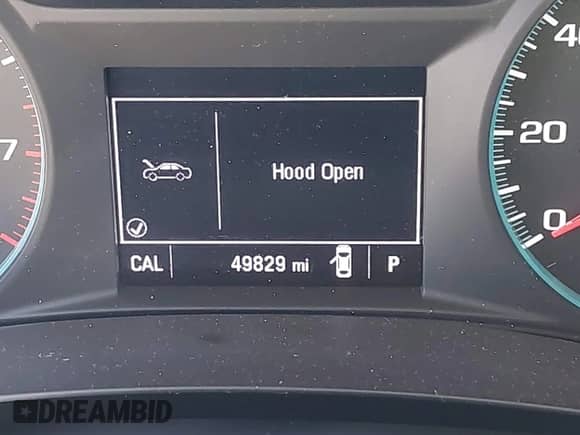 40
7
Hood Open
20
0
CAL 49829 mi P
DREAMBID